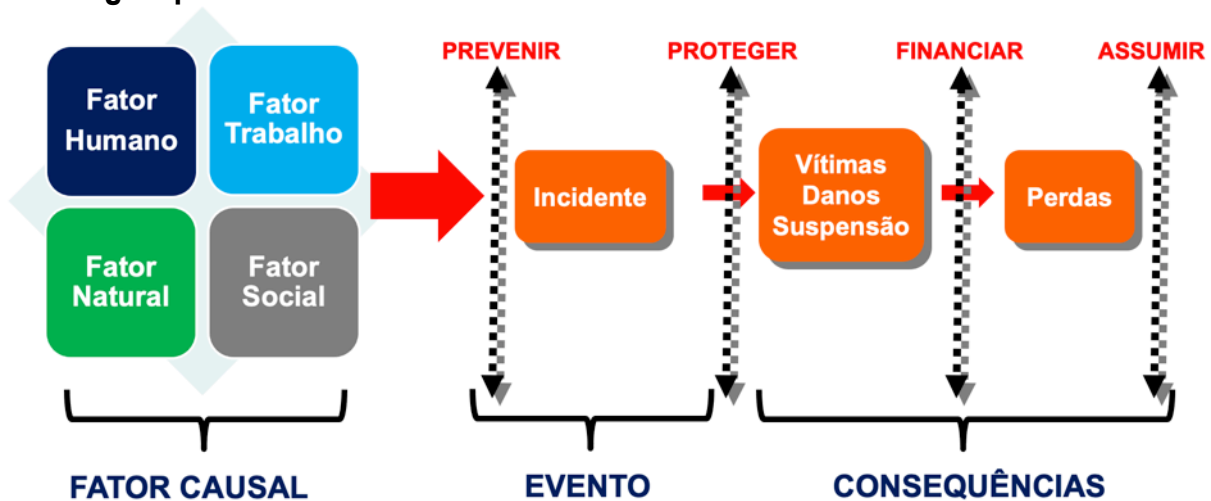 PREVENIR
PROTEGER
FINANCIAR
ASSUMIR
Fator
Humano
Fator
Trabalho
Fator
Natural
Fator
Social
Incidente
Vítimas
Danos
Suspensão
Perdas
FATOR CAUSAL
EVENTO
CONSEQUÊNCIAS